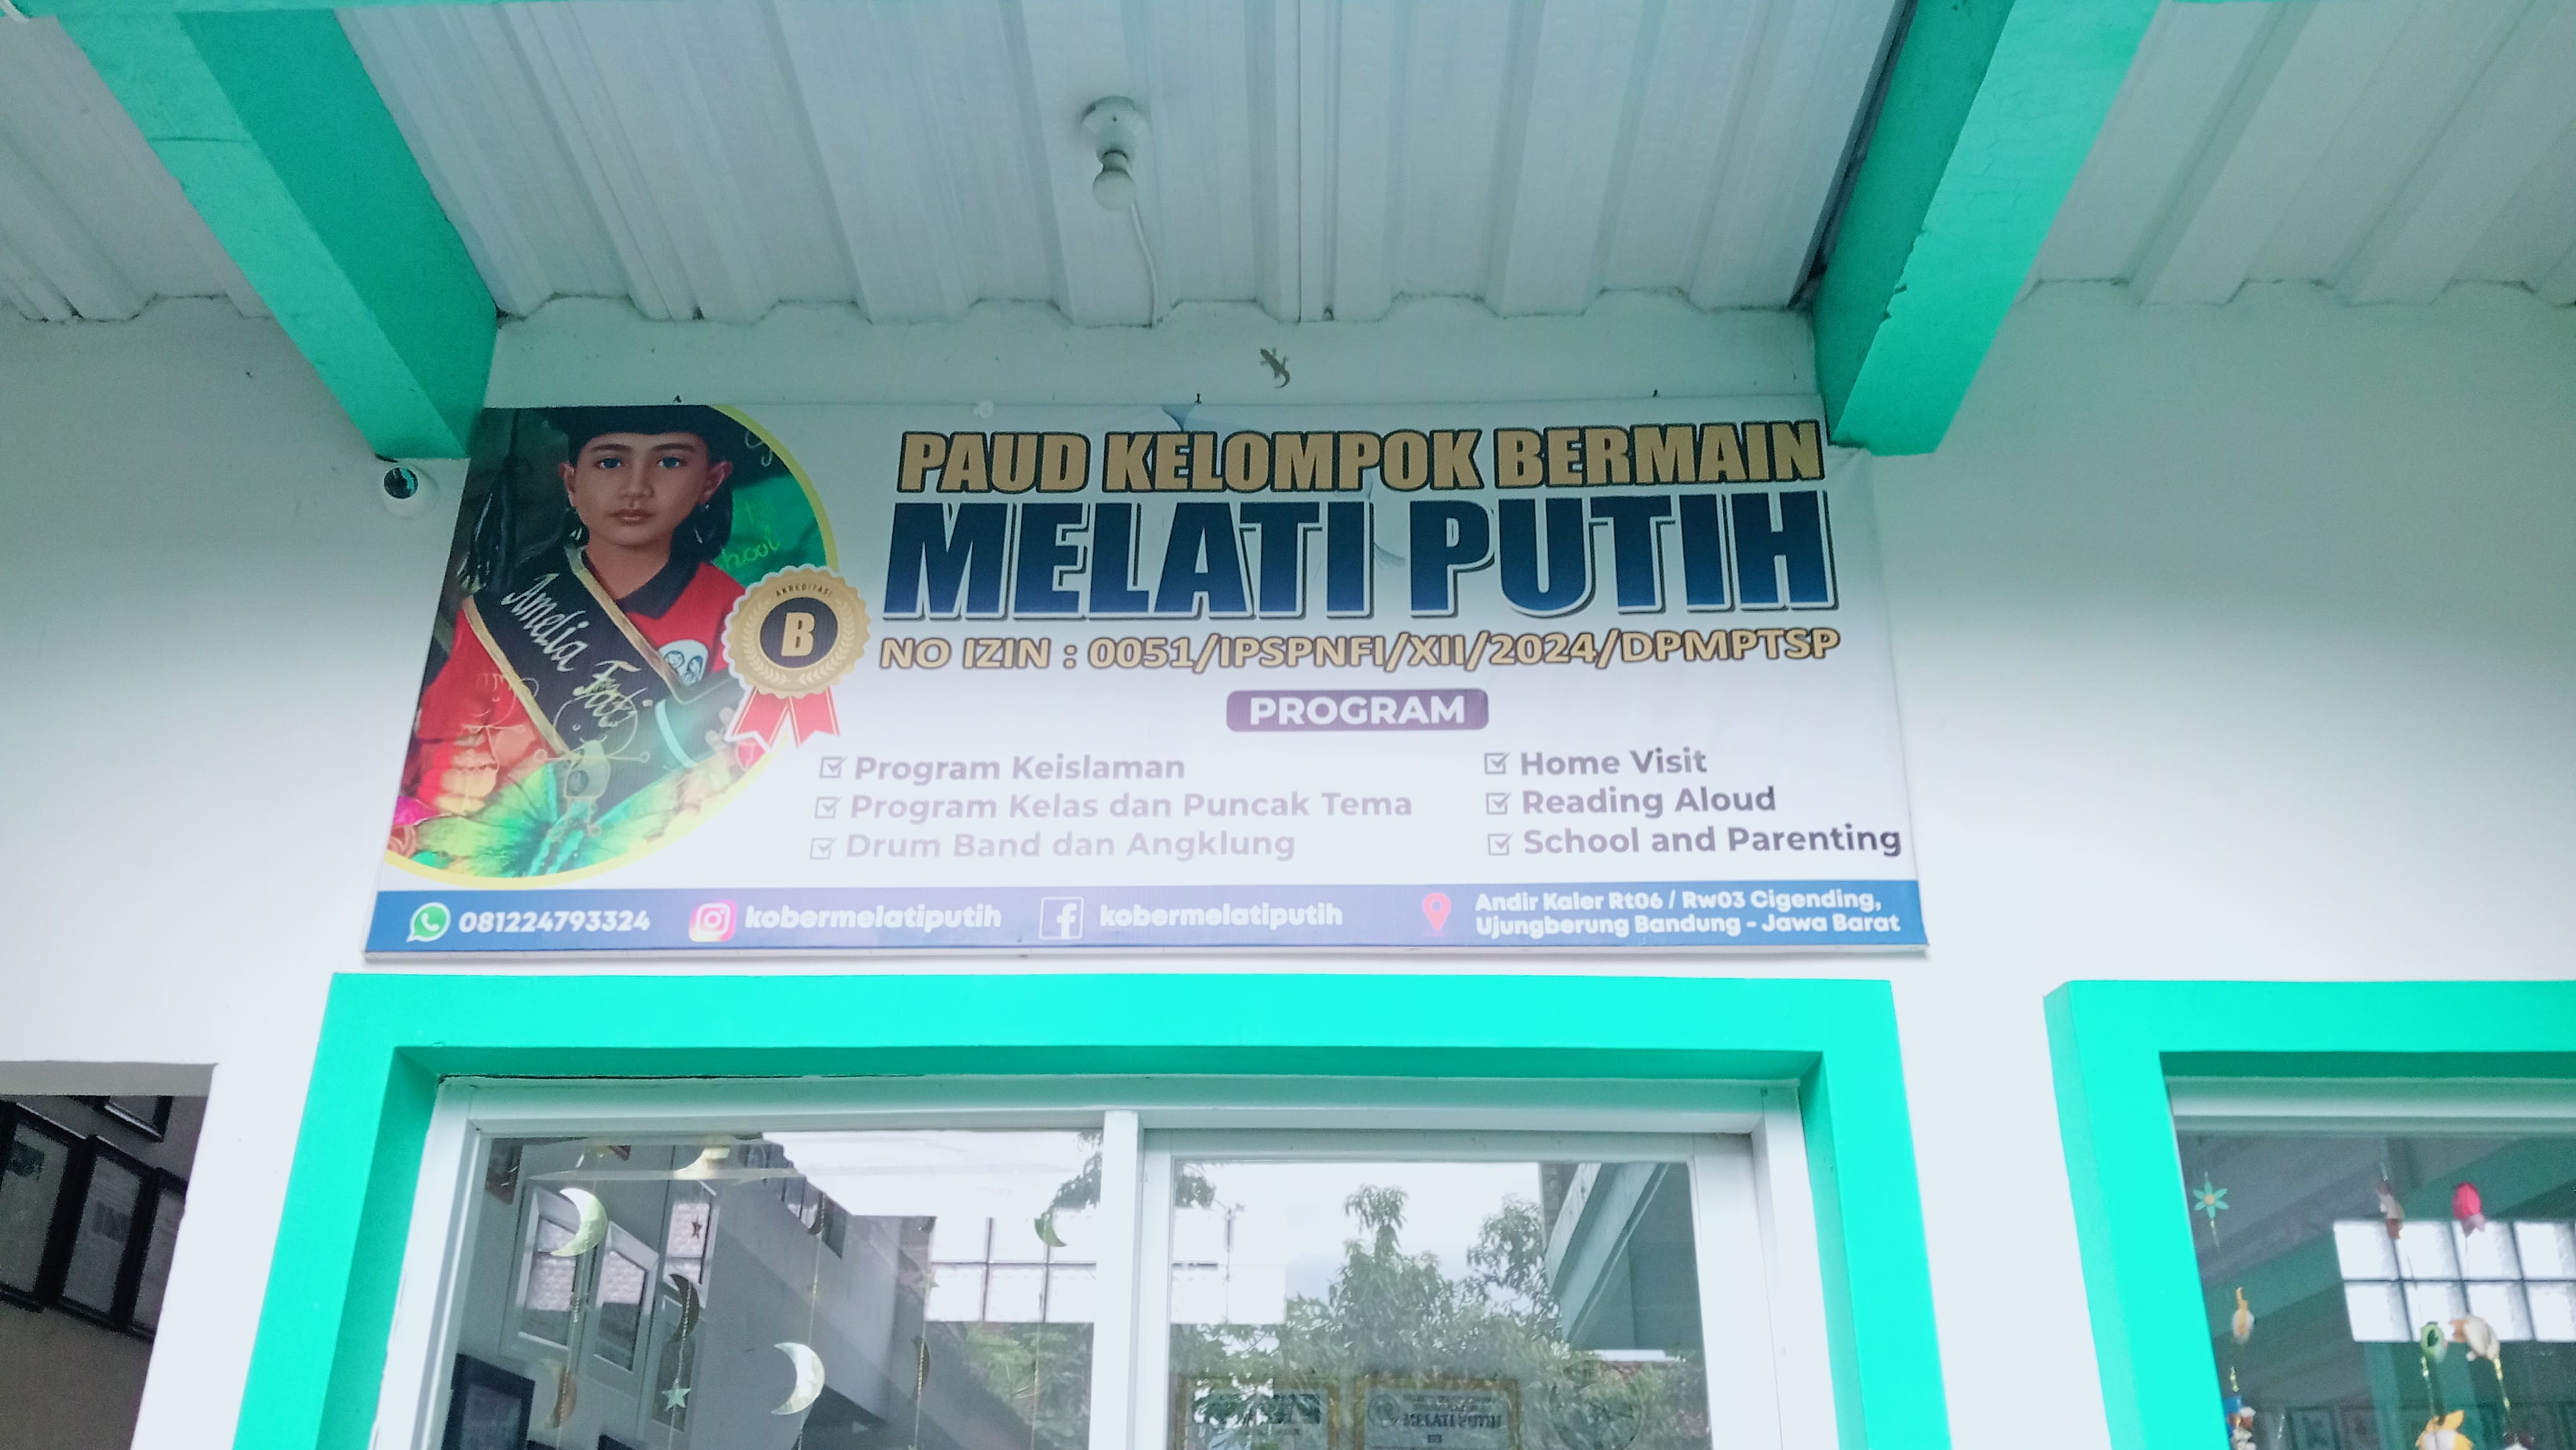 PAUD KELOMPOK BERMAIN
MELATI PUTIH
NO IZIN : 0051/IPSPNFI/XII/2024/DPMPTSP
AKREDITASI
B
Amelia
PROGRAM
Program Keislaman
Program Kelas dan Puncak Tema
Drum Band dan Angklung
Home Visit
Reading Aloud
School and Parenting
081224793324
kobermelatiputih
kobermelatiputih
Andir Kaler Rt06 / Rw03 Cigending,
Ujungberung Bandung - Jawa Barat
MELATI PUTIH